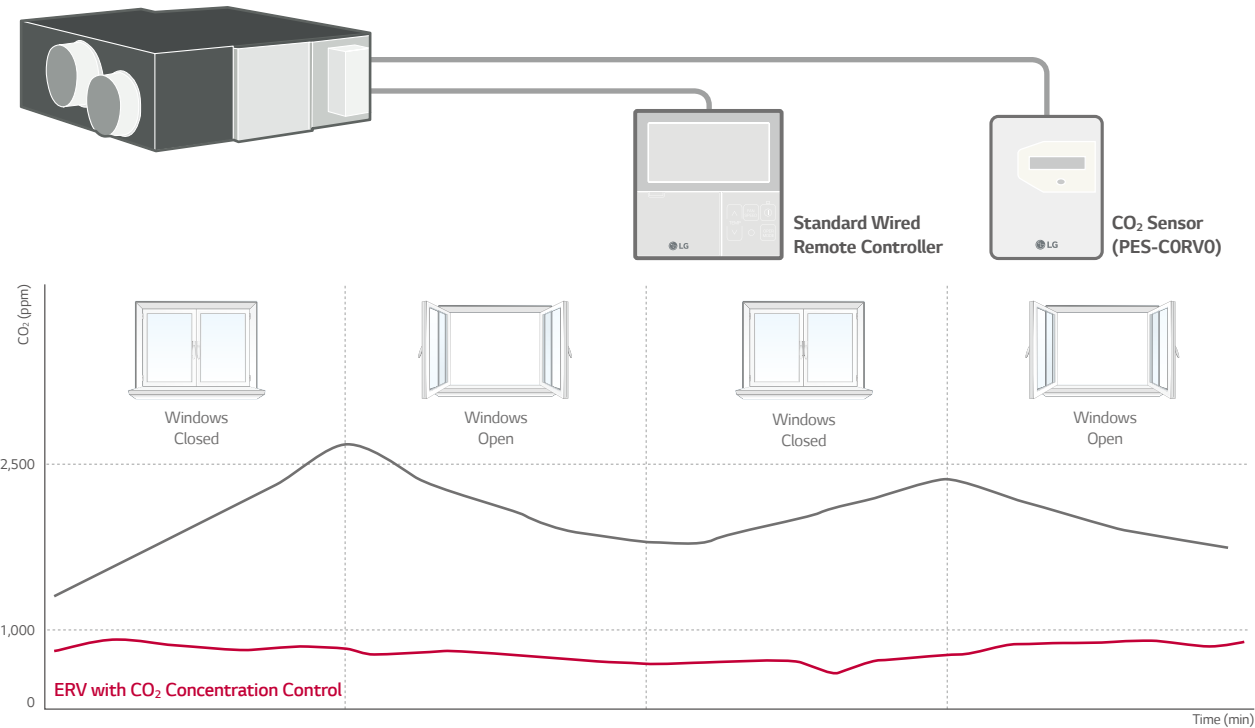 LG
Standard Wired
Remote Controller
LG
CO₂ Sensor
(PES-C0RV0)
CO₂ (ppm)
Windows
Closed
Windows
Open
Windows
Closed
Windows
Open
2,500
1,000
ERV with CO₂ Concentration Control
0
Time (min)